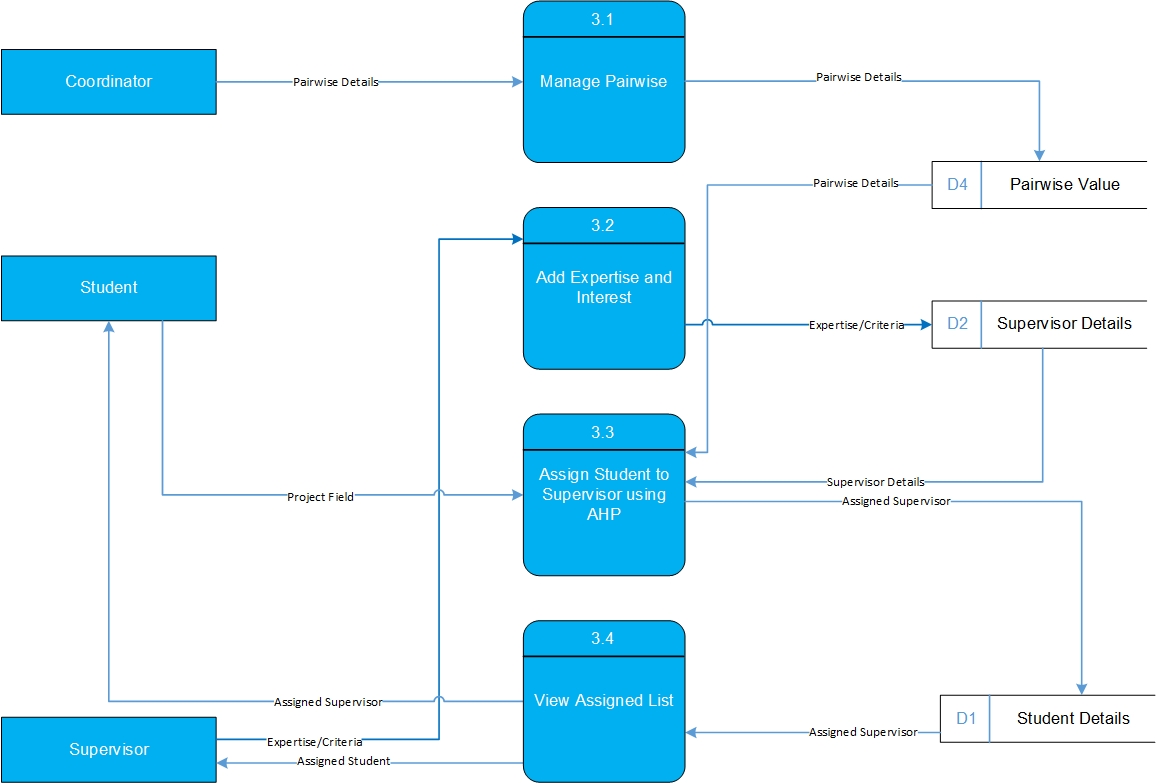 3.1
Coordinator
Pairwise Details
Manage Pairwise
Pairwise Details
Pairwise Details
D4
Pairwise Value
3.2
Student
Add Expertise and
Interest
Expertise/Criteria
D2
Supervisor Details
3.3
Project Field
Assign Student to
Supervisor using
AHP
Supervisor Details
Assigned Supervisor
3.4
Assigned Supervisor
View Assigned List
D1
Student Details
Assigned Supervisor
Supervisor
Expertise/Criteria
Assigned Student